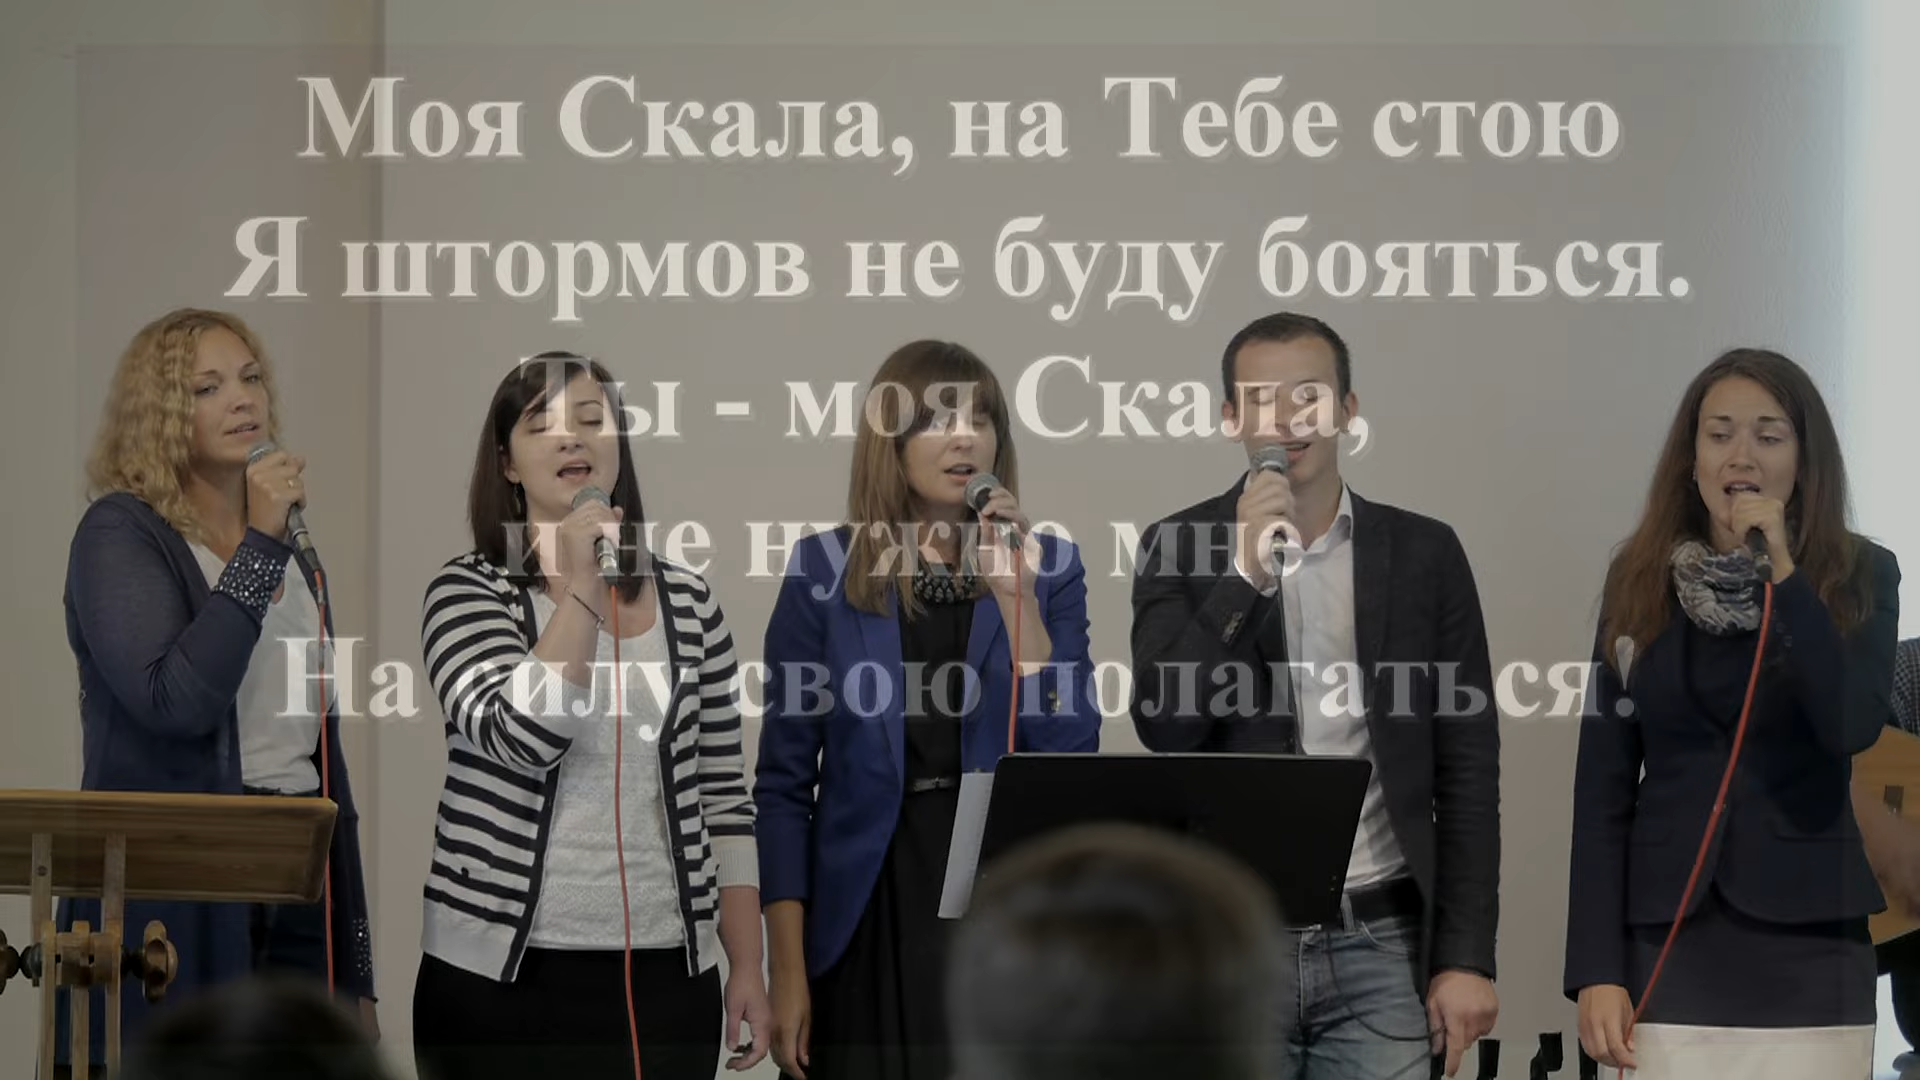 Моя Скала, на Тебе стою
Я штормов не буду бояться.
Ты - моя Скала,
и не нужно мне
На силу свою полагаться!